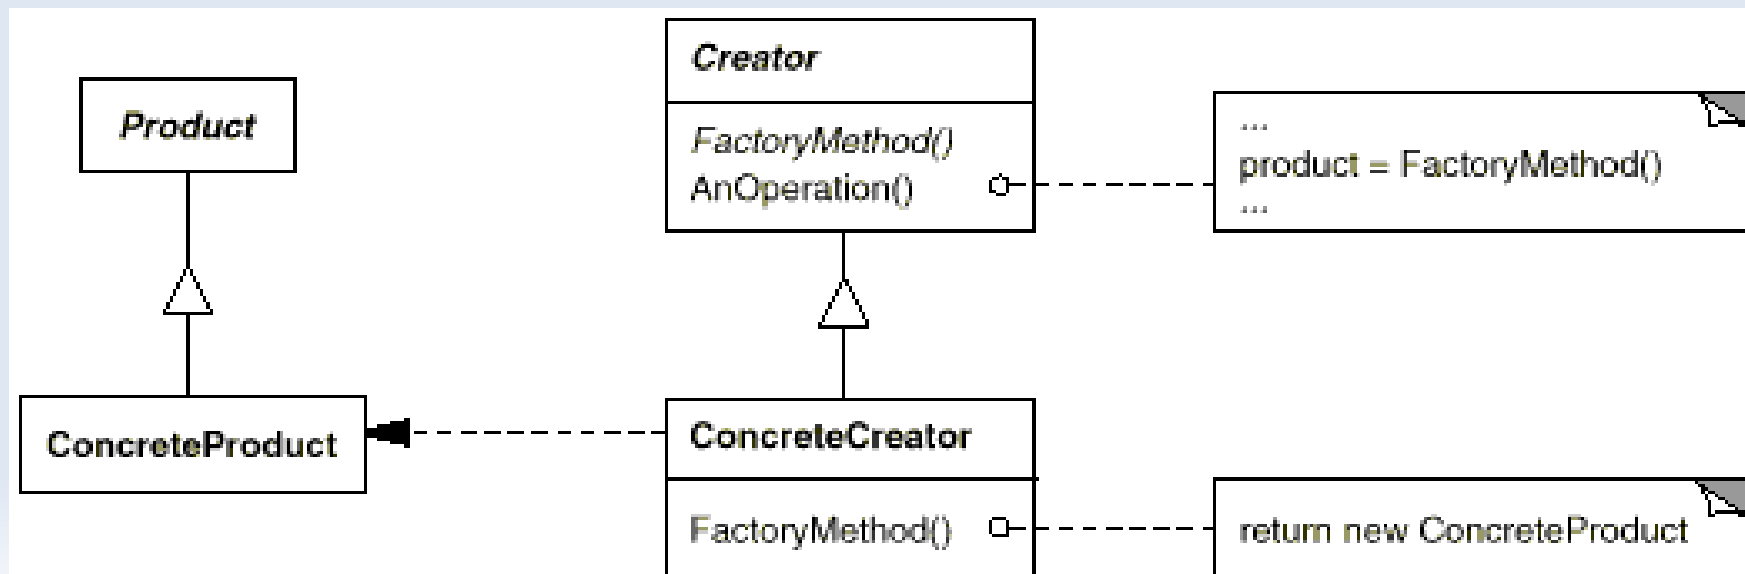 Product
ConcreteProduct
Creator
FactoryMethod()
AnOperation()
...
product = FactoryMethod()
...
ConcreteCreator
FactoryMethod()
return new ConcreteProduct